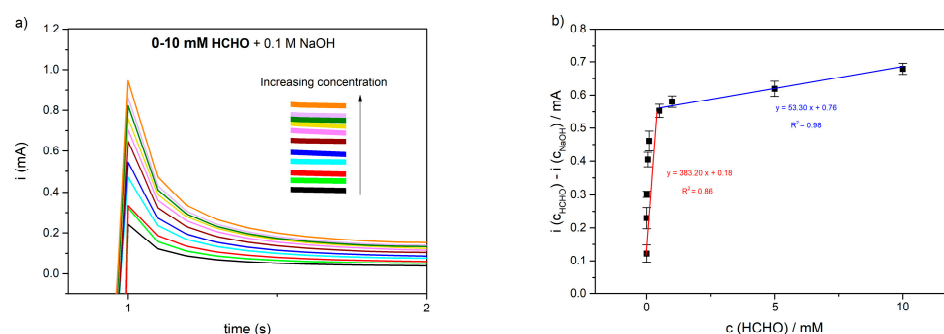 a)
0-10 mM HCHO + 0.1 M NaOH
Increasing concentration
i (mA)
1.2
1.0
0.8
0.6
0.4
0.2
0.0
1
2
time (s)
b)
i (cHCHO) - i (cNaOH) / mA
0.8
0.7
0.6
0.5
0.4
0.3
0.2
0.1
0.0
y = 53.30 x + 0.76
R² – 0.98
y = 383.20 x + 0.18
R² = 0.86
0
5
10
c (HCHO) / mM